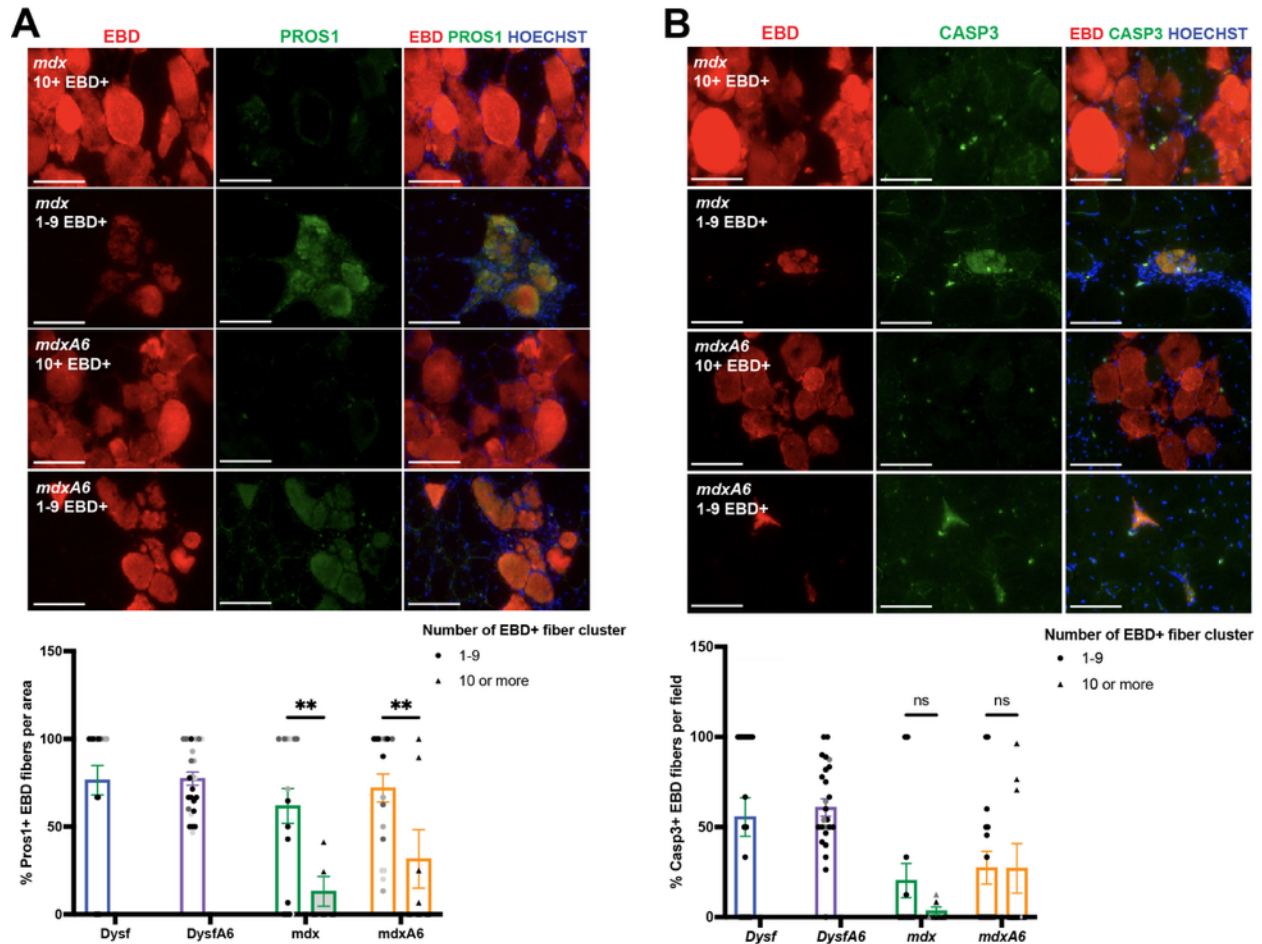 A
EBD PROS1 EBD PROS1 HOECHST
mdx
10+ EBD+
mdx
1-9 EBD+
mdxA6
10+ EBD+
mdxA6
1-9 EBD+
Number of EBD+ fiber cluster
1-9
10 or more
% Pros1+ EBD fibers per area
150
100
50
0
** **
Dysf DysfA6 mdx mdxA6
B
EBD CASP3 EBD CASP3 HOECHST
mdx
10+ EBD+
mdx
1-9 EBD+
mdxA6
10+ EBD+
mdxA6
1-9 EBD+
Number of EBD+ fiber cluster
1-9
10 or more
% Casp3+ EBD fibers per field
150
100
50
0
ns ns
Dysf DysfA6 mdx mdxA6